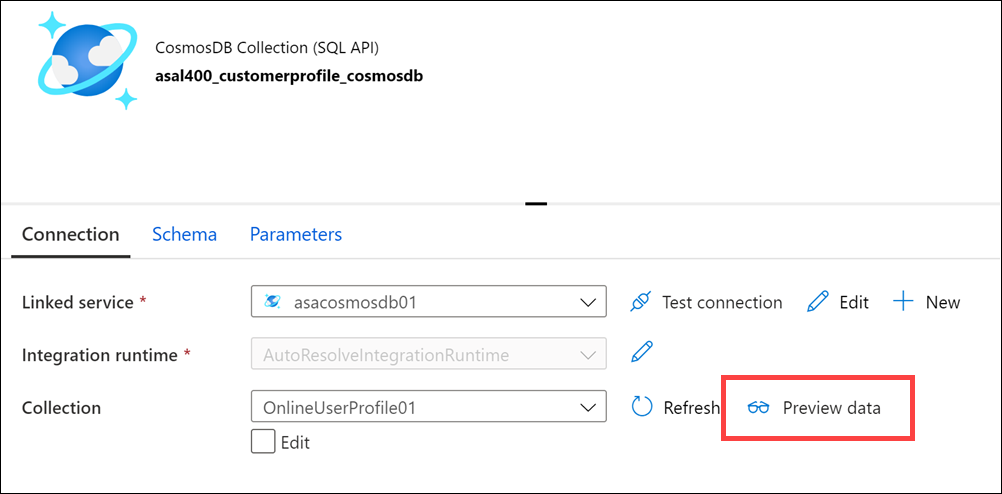 CosmosDB Collection (SQL API)
asal400_customerprofile_cosmosdb
Connection Schema Parameters
Linked service * asacosmosdb01 Test connection Edit New
Integration runtime * AutoResolveIntegrationRuntime
Collection OnlineUserProfile01 Refresh Preview data
Edit